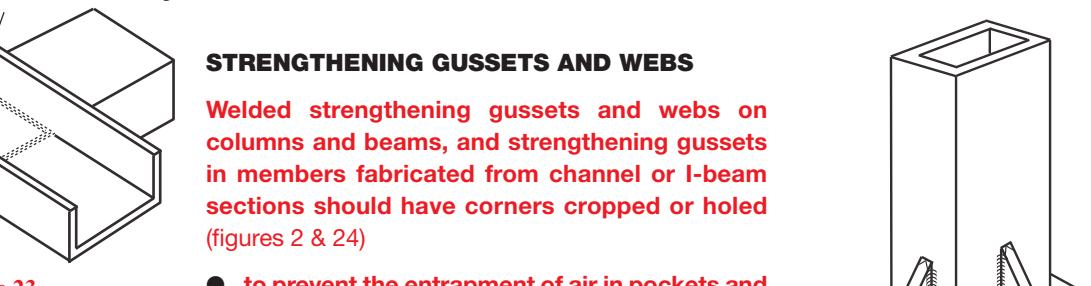 STRENGTHENING GUSSETS AND WEBS
Welded strengthening gussets and webs on
columns and beams, and strengthening gussets
in members fabricated from channel or I-beam
sections should have corners cropped or holed
(figures 2 & 24)
● to prevent the entrapment of air in pockets and